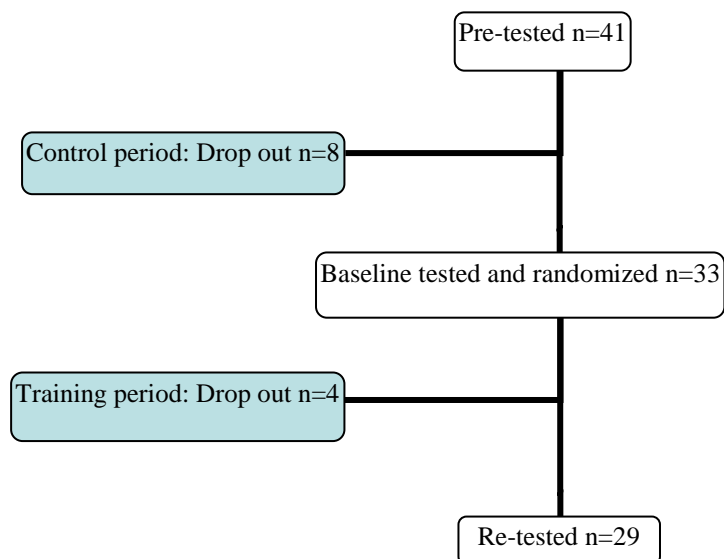 Pre-tested n=41
Control period: Drop out n=8
Baseline tested and randomized n=33
Training period: Drop out n=4
Re-tested n=29